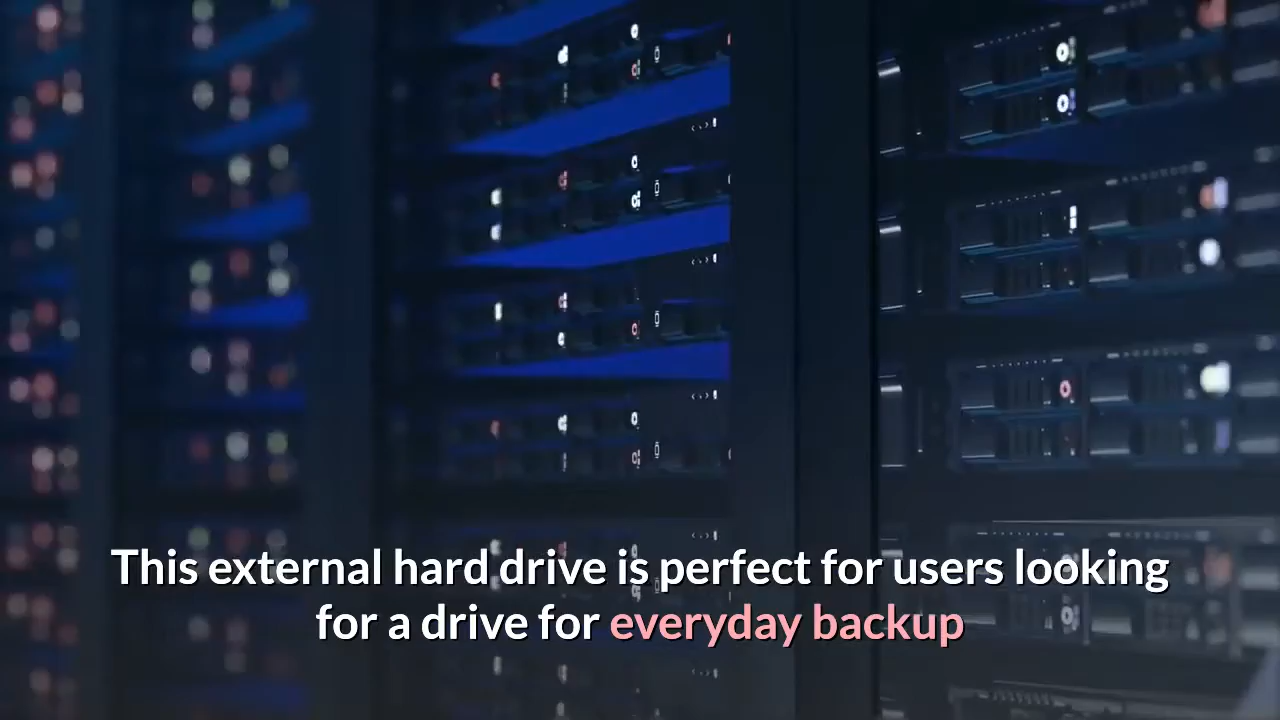 This external hard drive is perfect for users looking
for a drive for everyday backup